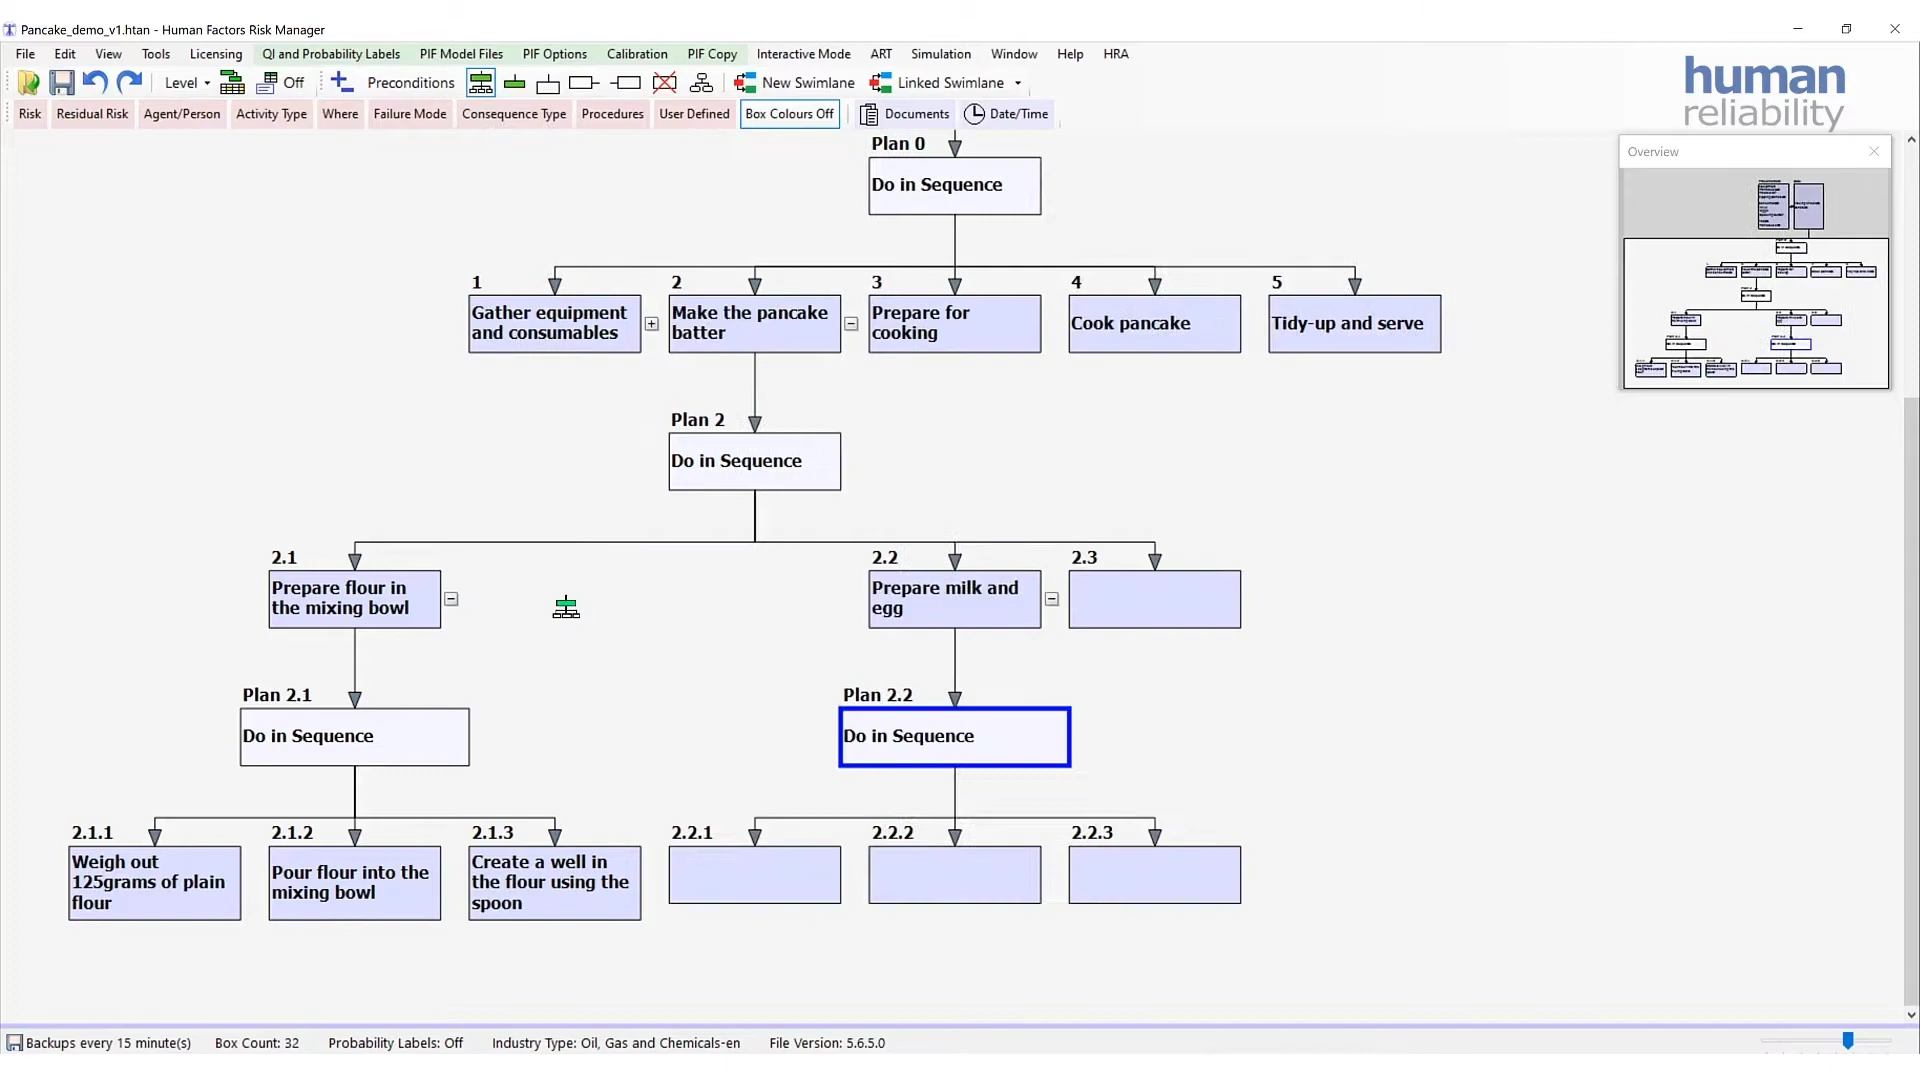 Pancake_demo_v1.htan - Human Factors Risk Manager
File Edit View Tools Licensing QI and Probability Labels PIF Model Files PIF Options Calibration PIF Copy Interactive Mode ART Simulation Window Help HRA
Level Off Preconditions New Swimlane Linked Swimlane
Risk Residual Risk Agent/Person Activity Type Where Failure Mode Consequence Type Procedures User Defined Box Colours Off Documents Date/Time
human
reliability
Overview
Plan 0
Do in Sequence
1
Gather equipment
and consumables
2
Make the pancake
batter
3
Prepare for
cooking
4
Cook pancake
5
Tidy-up and serve
Plan 2
Do in Sequence
2.1
Prepare flour in
the mixing bowl
2.2
Prepare milk and
egg
2.3
Plan 2.1
Do in Sequence
Plan 2.2
Do in Sequence
2.1.1
Weigh out
125grams of plain
flour
2.1.2
Pour flour into the
mixing bowl
2.1.3
Create a well in
the flour using the
spoon
2.2.1
2.2.2
2.2.3
Backups every 15 minute(s) Box Count: 32 Probability Labels: Off Industry Type: Oil, Gas and Chemicals-en File Version: 5.6.5.0